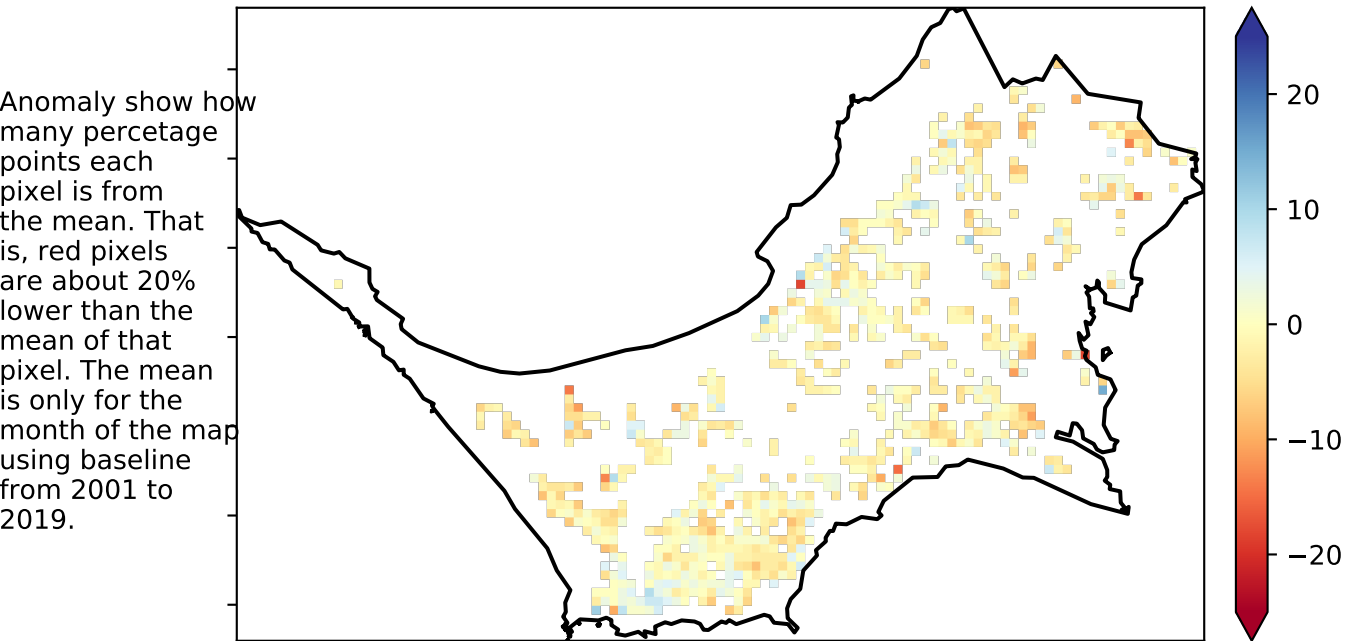 Anomaly show how
many percetage
points each
pixel is from
the mean. That
is, red pixels
are about 20%
lower than the
mean of that
pixel. The mean
is only for the
month of the map
using baseline
from 2001 to
2019.
20
10
0
−10
−20